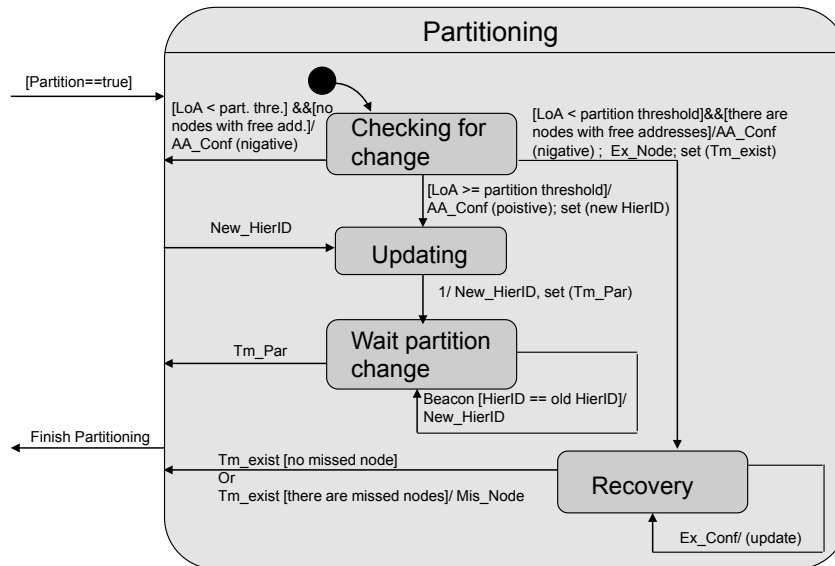 Partitioning
[Partition==true]
[LoA < part. thre.] &&[no
nodes with free add.]/
AA_Conf (nigative)
Checking for
change
[LoA < partition threshold]&&[there are
nodes with free addresses]/AA_Conf
(nigative) ; Ex_Node; set (Tm_exist)
[LoA >= partition threshold]/
AA_Conf (poistive); set (new HierID)
New_HierID
Updating
1/ New_HierID, set (Tm_Par)
Wait partition
change
Tm_Par
Beacon [HierID == old HierID]/
New_HierID
Finish Partitioning
Tm_exist [no missed node]
Or
Tm_exist [there are missed nodes]/ Mis_Node
Recovery
Ex_Conf/ (update)